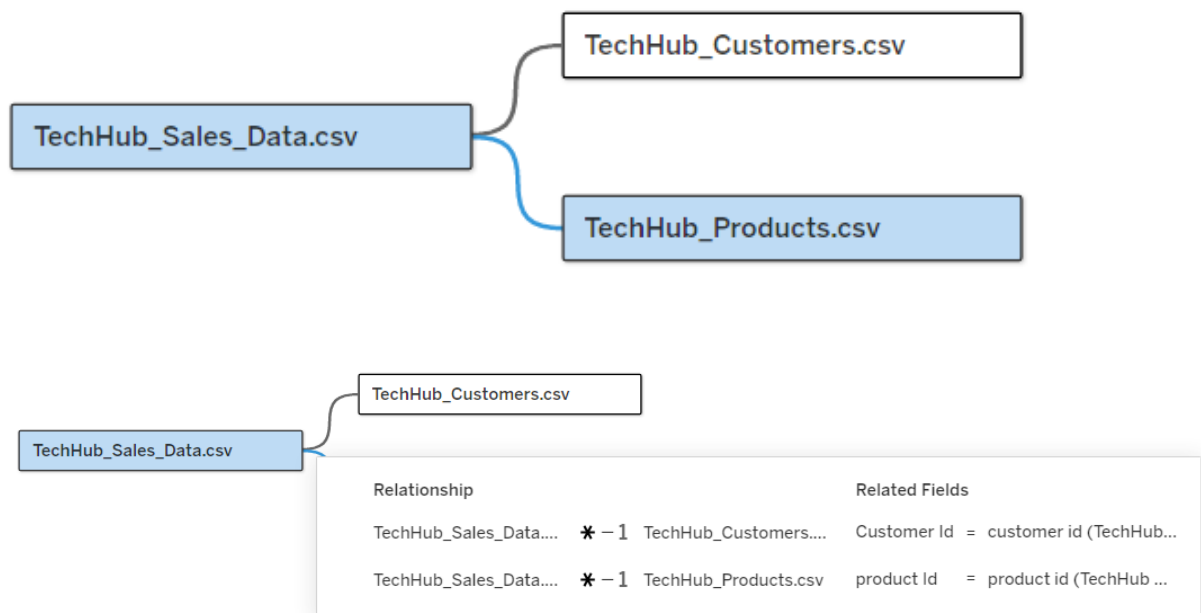 TechHub_Customers.csv
TechHub_Sales_Data.csv
TechHub_Products.csv
TechHub_Customers.csv
TechHub_Sales_Data.csv
Relationship Related Fields
TechHub_Sales_Data.... * – 1 TechHub_Customers.... Customer Id = customer id (TechHub...
TechHub_Sales_Data.... * – 1 TechHub_Products.csv product Id = product id (TechHub ...